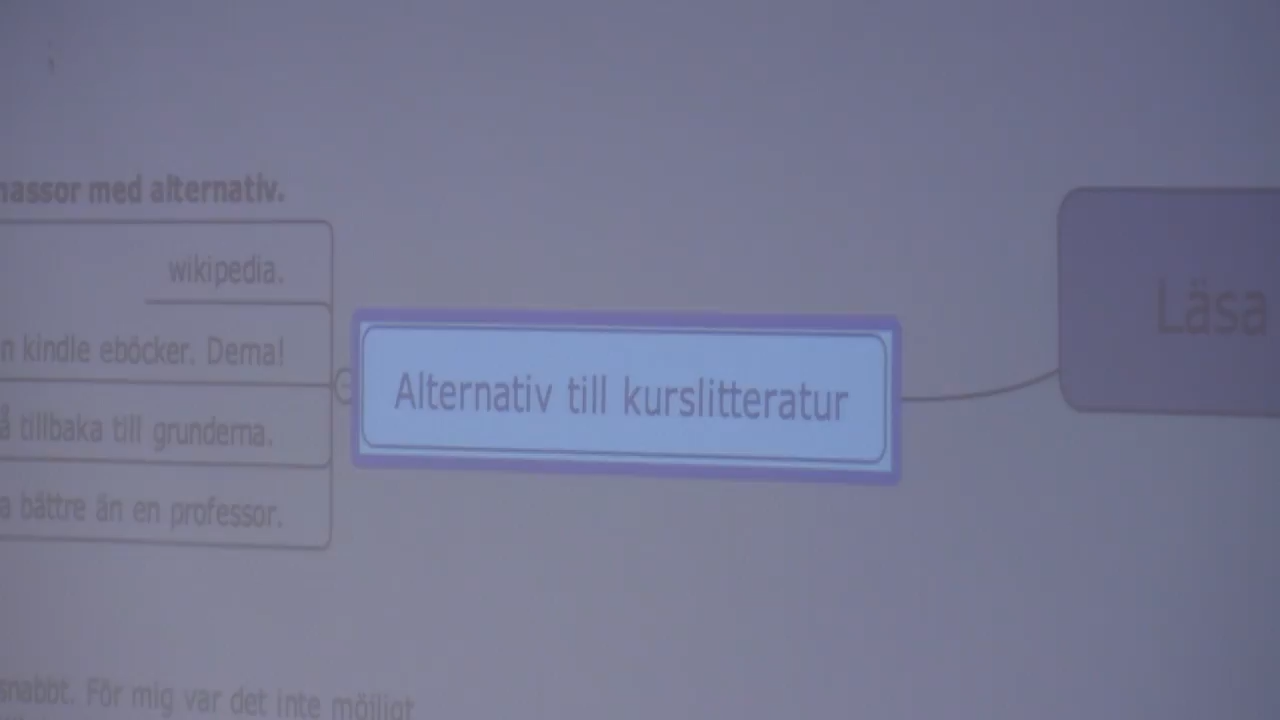 med alternativ.
wikipedia.
kindle eböcker. Dema!
tillbaka till grunderna.
bättre än en professor.
Alternativ till kurslitteratur
Läsa
snabbt. För mig var det inte möjligt